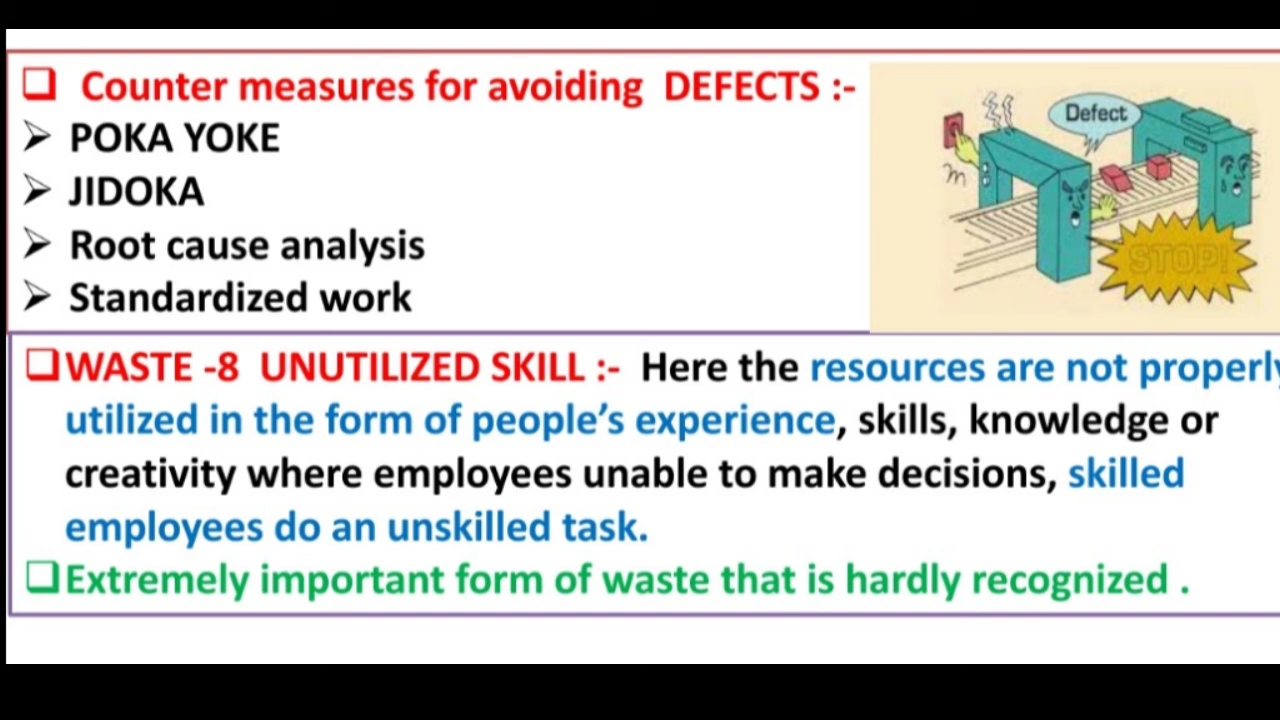 Counter measures for avoiding DEFECTS :-
POKA YOKE
JIDOKA
Root cause analysis
Standardized work
Defect
STOP!
WASTE -8 UNUTILIZED SKILL :- Here the resources are not properly
utilized in the form of people's experience, skills, knowledge or
creativity where employees unable to make decisions, skilled
employees do an unskilled task.
Extremely important form of waste that is hardly recognized .